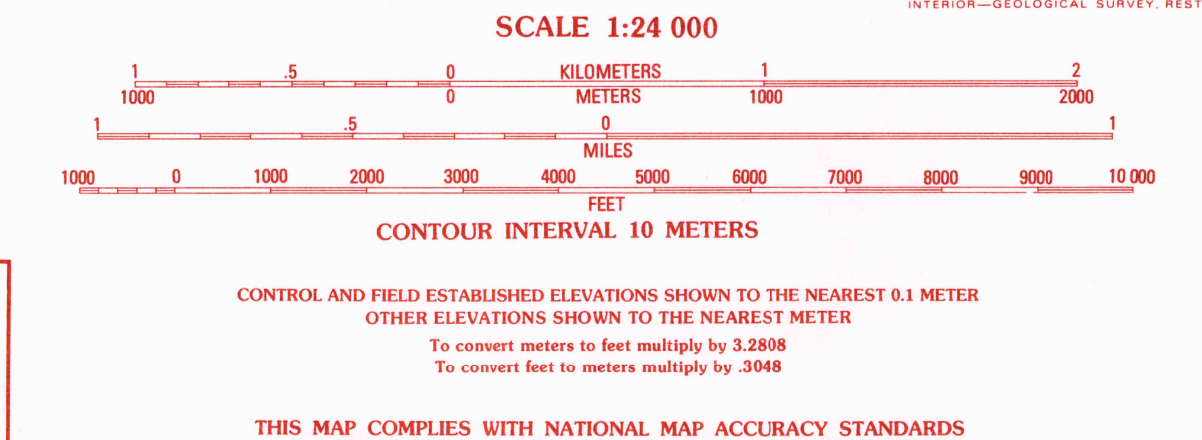 INTERIOR—GEOLOGICAL SURVEY, REST
SCALE 1:24 000
1 .5 0 KILOMETERS 1 2
1000 0 METERS 1000 2000
1 .5 0 1
MILES
1000 0 1000 2000 3000 4000 5000 6000 7000 8000 9000 10 000
FEET
CONTOUR INTERVAL 10 METERS
CONTROL AND FIELD ESTABLISHED ELEVATIONS SHOWN TO THE NEAREST 0.1 METER
OTHER ELEVATIONS SHOWN TO THE NEAREST METER
To convert meters to feet multiply by 3.2808
To convert feet to meters multiply by .3048
THIS MAP COMPLIES WITH NATIONAL MAP ACCURACY STANDARDS